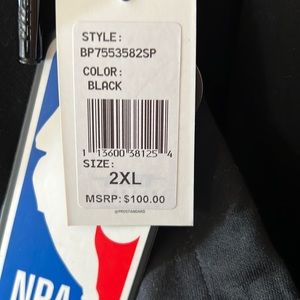 STYLE:
BP7553582SP
COLOR:
BLACK
1 13600 38125 4
SIZE:
2XL
MSRP: $100.00
@PROSTANDARD
NBA